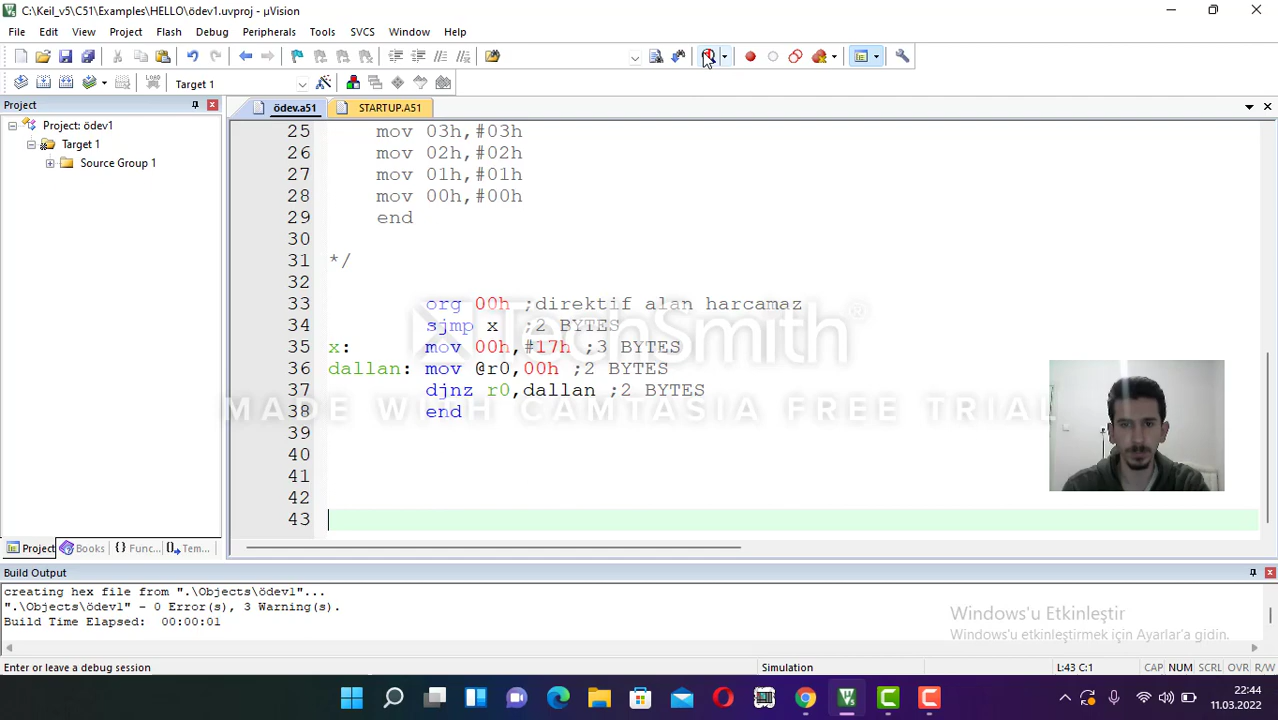 C:\Keil_v5\C51\Examples\HELLO\ödev1.uvproj - µVision
File Edit View Project Flash Debug Peripherals Tools SVCS Window Help
LOAD Target 1
Project
ödev.a51 STARTUP.A51
Project: ödev1
Target 1
Source Group 1
25 mov 03h,#03h
26 mov 02h,#02h
27 mov 01h,#01h
28 mov 00h,#00h
29 end
30
31 */
32
33 org 00h ;direktif alan harcamaz
34 sjmp x ;2 BYTES
35 x: mov 00h,#17h ;3 BYTES
36 dallan: mov @r0,00h ;2 BYTES
37 djnz r0,dallan ;2 BYTES
38 end
39
40
41
42
43
TechSmith®
MADE WITH CAMTASIA FREE TRIAL
Project Books {} Func... Tem...
Build Output
creating hex file from ".\Objects\ödev1"...
".\Objects\ödev1" - 0 Error(s), 3 Warning(s).
Build Time Elapsed: 00:00:01
Windows'u Etkinleştir
Windows'u etkinleştirmek için Ayarlar'a gidin.
Enter or leave a debug session Simulation L:43 C:1 CAP NUM SCRL OVR R/W
22:44
11.03.2022